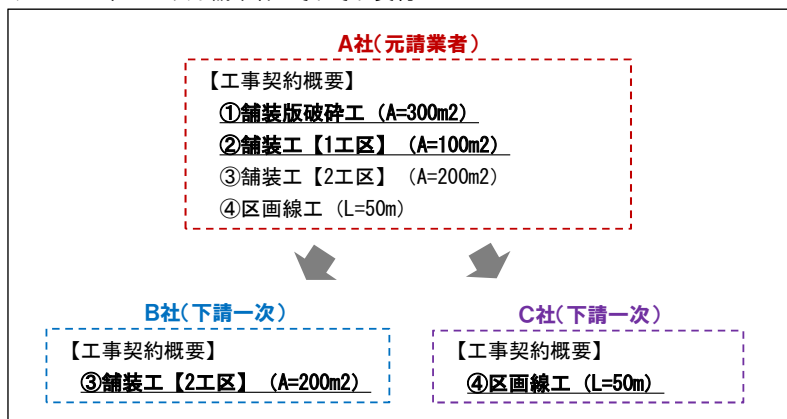 A社(元請業者)
【工事契約概要】
①舗装版破砕工 (A=300m2)
②舗装工【1工区】 (A=100m2)
③舗装工【2工区】 (A=200m2)
④区画線工 (L=50m)
B社(下請一次)
【工事契約概要】
③舗装工【2工区】 (A=200m2)
C社(下請一次)
【工事契約概要】
④区画線工 (L=50m)